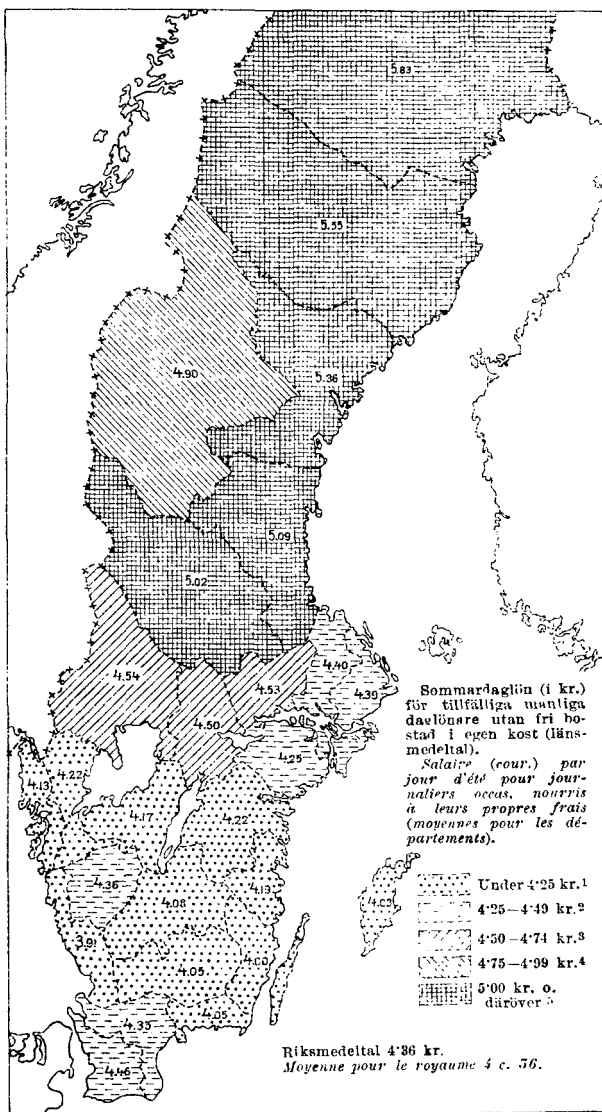 5.83
5.55
4.90
5.36
5.09
5.02
4.40
4.54
4.53
4.39
4.50
4.25
4.22
4.13
4.17
4.22
4.36
4.19
4.08
4.03
3.91
4.00
4.05
4.05
4.35
4.46
Sommardaglön (i kr.)
för tillfälliga manliga
daglönare utan fri bo-
stad i egen kost (läns-
medeltal).
Salaire (cour.) par
jour d'été pour jour-
naliers occas. nourris
à leurs propres frais
(moyennes pour les dé-
partements).
Under 4·25 kr.¹
4·25—4·49 kr.²
4·50—4·74 kr.³
4·75—4·99 kr.⁴
5·00 kr. o.
däröver ⁵
Riksmedeltal 4·36 kr.
Moyenne pour le royaume 4 c. 36.